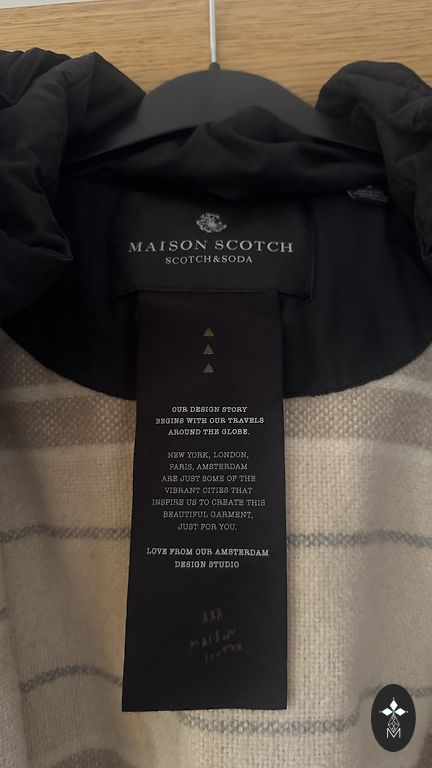 MAISON SCOTCH
SCOTCH&SODA
OUR DESIGN STORY
BEGINS WITH OUR TRAVELS
AROUND THE GLOBE.
NEW YORK, LONDON,
PARIS, AMSTERDAM
ARE JUST SOME OF THE
VIBRANT CITIES THAT
INSPIRE US TO CREATE THIS
BEAUTIFUL GARMENT,
JUST FOR YOU.
LOVE FROM OUR AMSTERDAM
DESIGN STUDIO
XXX
MAISON
M